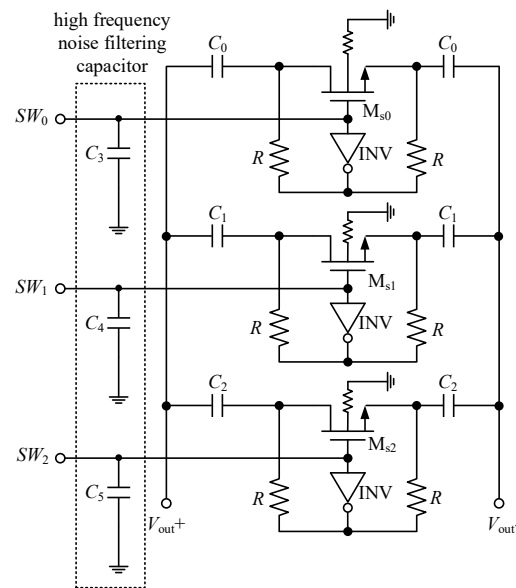 high frequency
noise filtering
capacitor
C₀
C₀
SW₀
Mₛ₀
C₃
R
INV
R
C₁
C₁
SW₁
Mₛ₁
C₄
R
INV
R
C₂
C₂
SW₂
Mₛ₂
C₅
R
INV
R
Vout+
Vout-